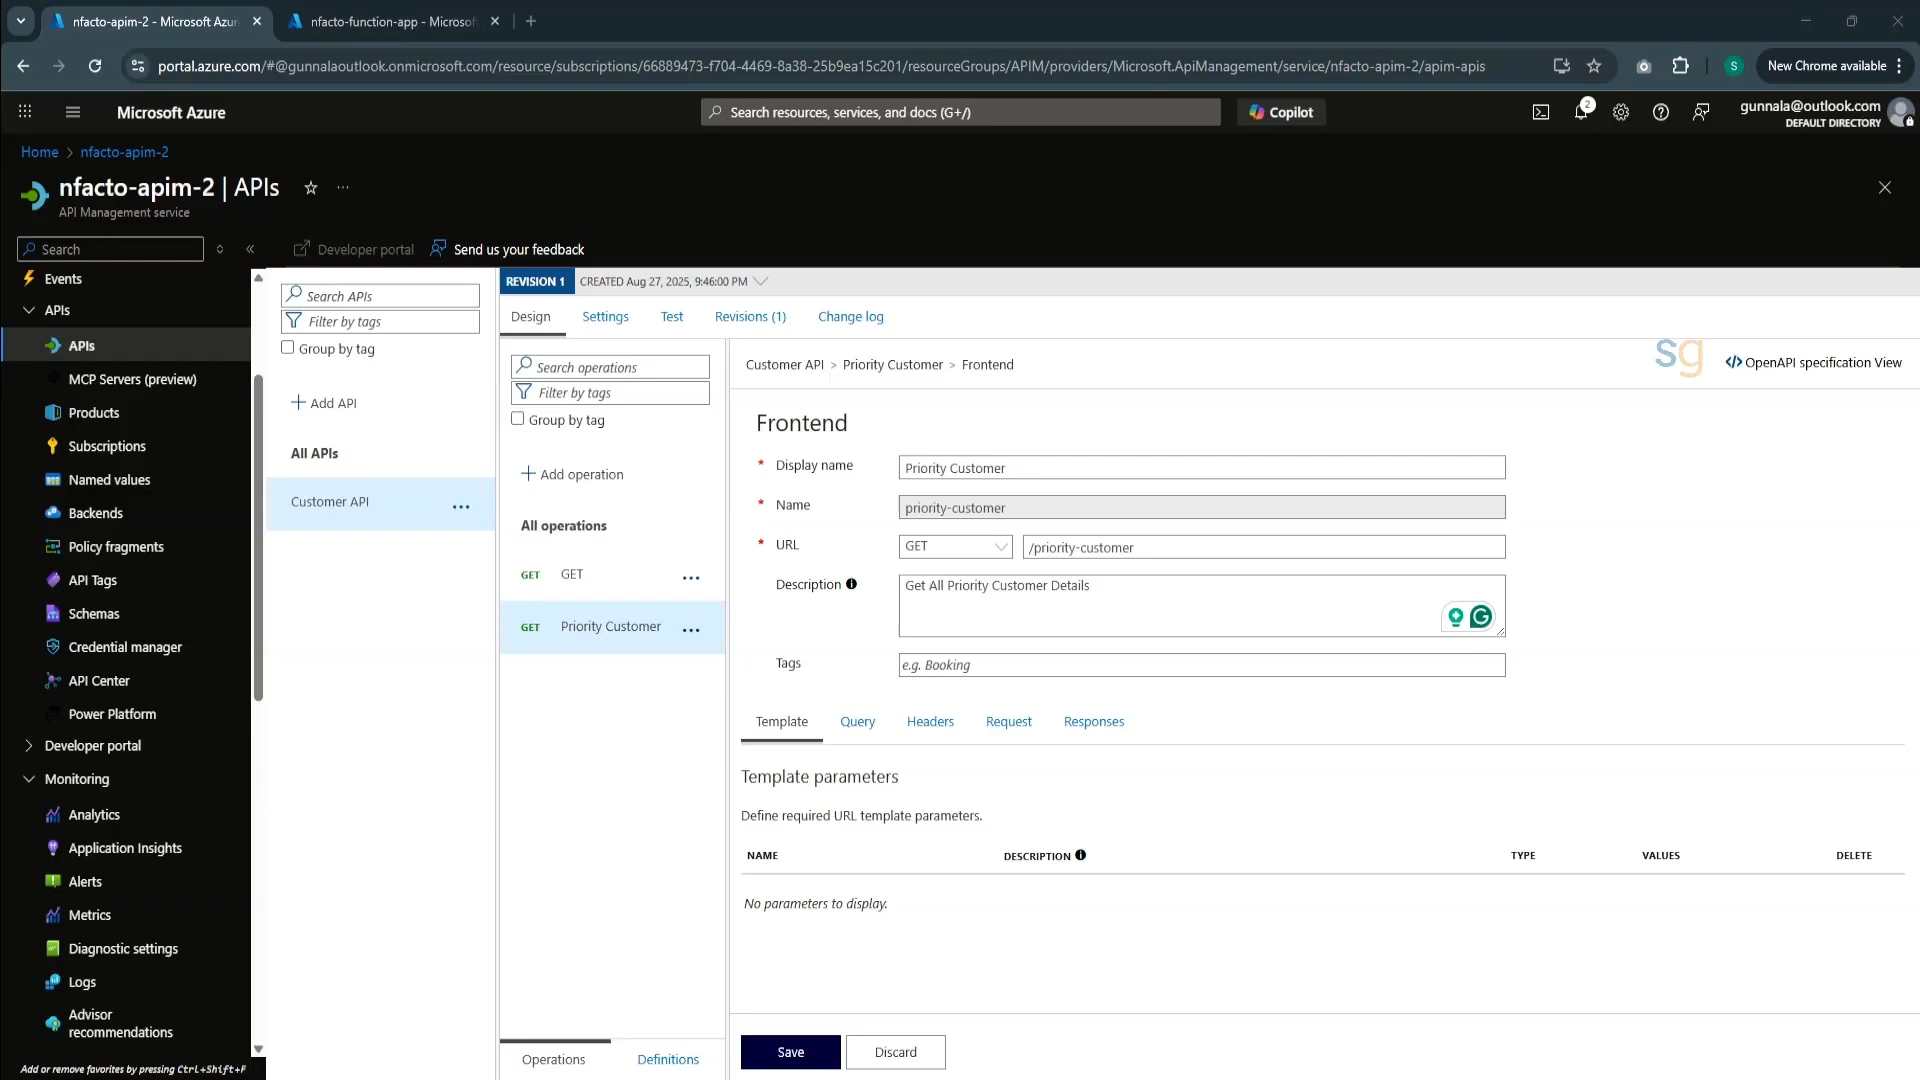 nfacto-apim-2 - Microsoft Azur
nfacto-function-app - Microsof
portal.azure.com/#@gunnalaoutlook.onmicrosoft.com/resource/subscriptions/66889473-f704-4469-8a38-25b9ea15c201/resourceGroups/APIM/providers/Microsoft.ApiManagement/service/nfacto-apim-2/apim-apis
S
New Chrome available
Microsoft Azure
Search resources, services, and docs (G+/)
Copilot
2
gunnala@outlook.com
DEFAULT DIRECTORY
Home > nfacto-apim-2
nfacto-apim-2 | APIs
API Management service
Search
Developer portal
Send us your feedback
Events
APIs
APIs
MCP Servers (preview)
Products
Subscriptions
Named values
Backends
Policy fragments
API Tags
Schemas
Credential manager
API Center
Power Platform
Developer portal
Monitoring
Analytics
Application Insights
Alerts
Metrics
Diagnostic settings
Logs
Advisor
recommendations
Add or remove favorites by pressing Ctrl+Shift+F
Search APIs
Filter by tags
Group by tag
+ Add API
All APIs
Customer API
REVISION 1 CREATED Aug 27, 2025, 9:46:00 PM
Design Settings Test Revisions (1) Change log
Search operations
Filter by tags
Group by tag
+ Add operation
All operations
GET GET
GET Priority Customer
Operations Definitions
Customer API > Priority Customer > Frontend
sg
</> OpenAPI specification View
Frontend
* Display name Priority Customer
* Name priority-customer
* URL GET /priority-customer
Description Get All Priority Customer Details
Tags e.g. Booking
Template Query Headers Request Responses
Template parameters
Define required URL template parameters.
NAME DESCRIPTION TYPE VALUES DELETE
No parameters to display.
Save Discard